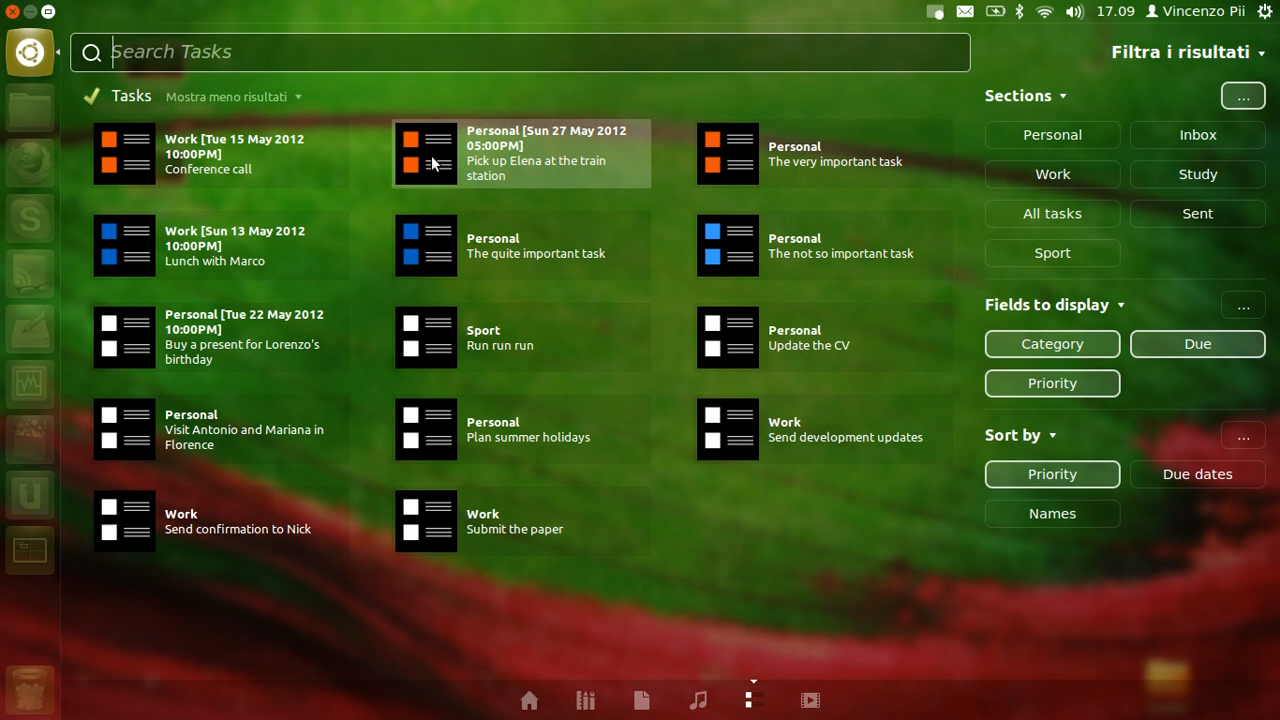 17.09 Vincenzo Pii
Search Tasks
Filtra i risultati
Tasks Mostra meno risultati
Work [Tue 15 May 2012
10:00PM]
Conference call
Personal [Sun 27 May 2012
05:00PM]
Pick up Elena at the train
station
Personal
The very important task
Work [Sun 13 May 2012
10:00PM]
Lunch with Marco
Personal
The quite important task
Personal
The not so important task
Personal [Tue 22 May 2012
10:00PM]
Buy a present for Lorenzo's
birthday
Sport
Run run run
Personal
Update the CV
Personal
Visit Antonio and Mariana in
Florence
Personal
Plan summer holidays
Work
Send development updates
Work
Send confirmation to Nick
Work
Submit the paper
Sections ...
Personal Inbox
Work Study
All tasks Sent
Sport
Fields to display ...
Category Due
Priority
Sort by ...
Priority Due dates
Names